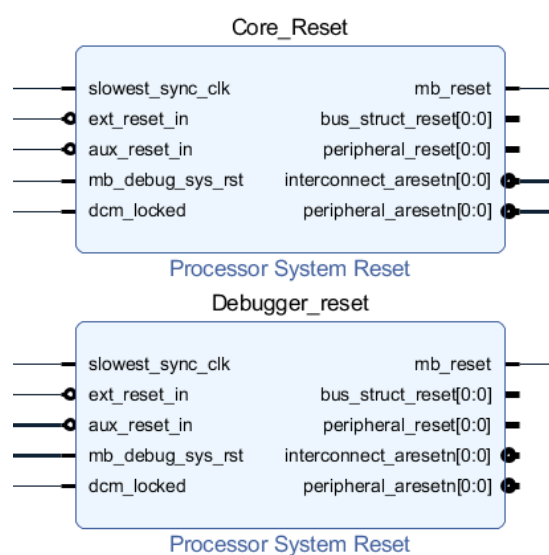 Core_Reset
slowest_sync_clk mb_reset
ext_reset_in bus_struct_reset[0:0]
aux_reset_in peripheral_reset[0:0]
mb_debug_sys_rst interconnect_aresetn[0:0]
dcm_locked peripheral_aresetn[0:0]
Processor System Reset
Debugger_reset
slowest_sync_clk mb_reset
ext_reset_in bus_struct_reset[0:0]
aux_reset_in peripheral_reset[0:0]
mb_debug_sys_rst interconnect_aresetn[0:0]
dcm_locked peripheral_aresetn[0:0]
Processor System Reset